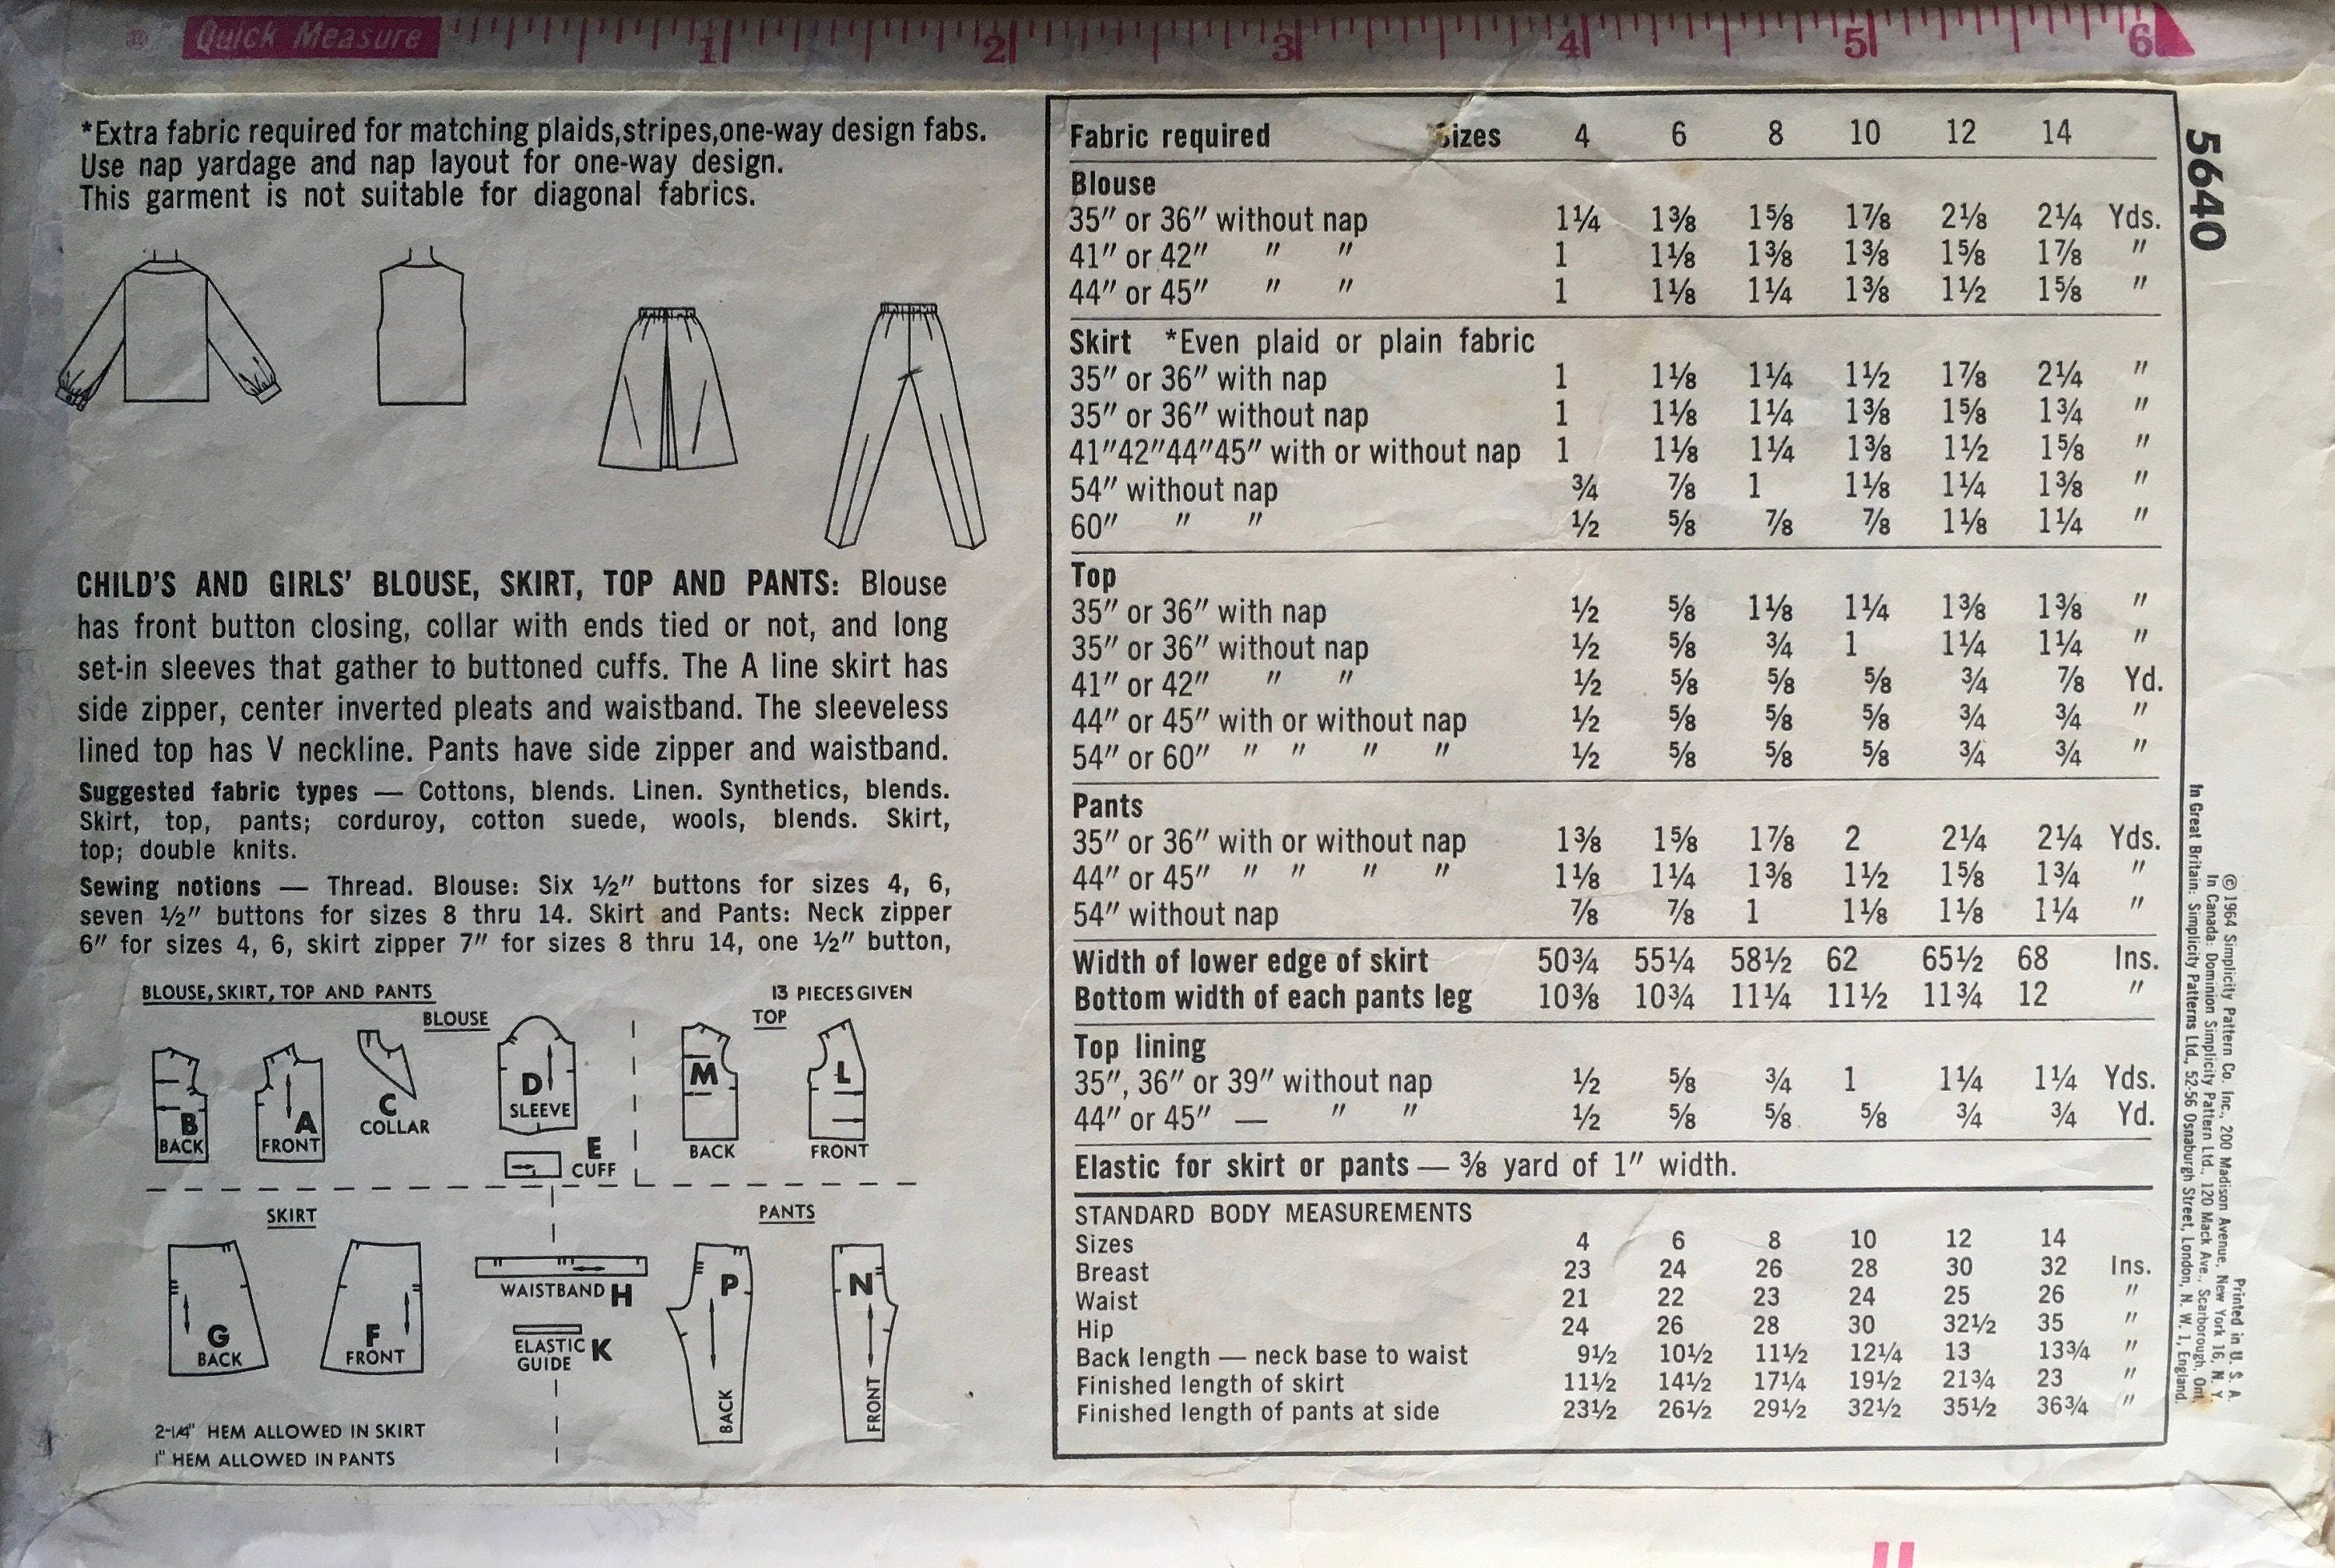 Quick Measure 1 2 3 4 5 6
*Extra fabric required for matching plaids,stripes,one-way design fabs.
Use nap yardage and nap layout for one-way design.
This garment is not suitable for diagonal fabrics.
CHILD'S AND GIRLS' BLOUSE, SKIRT, TOP AND PANTS: Blouse
has front button closing, collar with ends tied or not, and long
set-in sleeves that gather to buttoned cuffs. The A line skirt has
side zipper, center inverted pleats and waistband. The sleeveless
lined top has V neckline. Pants have side zipper and waistband.
Suggested fabric types — Cottons, blends. Linen. Synthetics, blends.
Skirt, top, pants; corduroy, cotton suede, wools, blends. Skirt,
top; double knits.
Sewing notions — Thread. Blouse: Six ½" buttons for sizes 4, 6,
seven ½" buttons for sizes 8 thru 14. Skirt and Pants: Neck zipper
6" for sizes 4, 6, skirt zipper 7" for sizes 8 thru 14, one ½" button,
BLOUSE, SKIRT, TOP AND PANTS 13 PIECES GIVEN
BLOUSE
B BACK
A FRONT
C COLLAR
D SLEEVE
E CUFF
TOP
M BACK
L FRONT
SKIRT
G BACK
F FRONT
WAISTBAND H
ELASTIC GUIDE K
PANTS
P BACK
N FRONT
2-1/4" HEM ALLOWED IN SKIRT
1" HEM ALLOWED IN PANTS
Fabric required Sizes 4 6 8 10 12 14
Blouse
35" or 36" without nap 1¼ 1⅜ 1⅝ 1⅞ 2⅛ 2¼ Yds.
41" or 42" " " 1 1⅛ 1⅜ 1⅜ 1⅝ 1⅞ "
44" or 45" " " 1 1⅛ 1¼ 1⅜ 1½ 1⅝ "
Skirt *Even plaid or plain fabric
35" or 36" with nap 1 1⅛ 1¼ 1½ 1⅞ 2¼ "
35" or 36" without nap 1 1⅛ 1¼ 1⅜ 1⅝ 1¾ "
41"42"44"45" with or without nap 1 1⅛ 1¼ 1⅜ 1½ 1⅝ "
54" without nap ¾ ⅞ 1 1⅛ 1¼ 1⅜ "
60" " " ½ ⅝ ⅞ ⅞ 1⅛ 1¼ "
Top
35" or 36" with nap ½ ⅝ 1⅛ 1¼ 1⅜ 1⅜ "
35" or 36" without nap ½ ⅝ ¾ 1 1¼ 1¼ "
41" or 42" " " ½ ⅝ ⅝ ⅝ ¾ ⅞ Yd.
44" or 45" with or without nap ½ ⅝ ⅝ ⅝ ¾ ¾ "
54" or 60" " " " " ½ ⅝ ⅝ ⅝ ¾ ¾ "
Pants
35" or 36" with or without nap 1⅜ 1⅝ 1⅞ 2 2¼ 2¼ Yds.
44" or 45" " " " " 1⅛ 1¼ 1⅜ 1½ 1⅝ 1¾ "
54" without nap ⅞ ⅞ 1 1⅛ 1⅛ 1¼ "
Width of lower edge of skirt 50¾ 55¼ 58½ 62 65½ 68 Ins.
Bottom width of each pants leg 10⅜ 10¾ 11¼ 11½ 11¾ 12 "
Top lining
35", 36" or 39" without nap ½ ⅝ ¾ 1 1¼ 1¼ Yds.
44" or 45" — " " ½ ⅝ ⅝ ⅝ ¾ ¾ Yd.
Elastic for skirt or pants — ⅜ yard of 1" width.
STANDARD BODY MEASUREMENTS
Sizes 4 6 8 10 12 14
Breast 23 24 26 28 30 32 Ins.
Waist 21 22 23 24 25 26 "
Hip 24 26 28 30 32½ 35 "
Back length — neck base to waist 9½ 10½ 11½ 12¼ 13 13¾ "
Finished length of skirt 11½ 14½ 17¼ 19½ 21¾ 23 "
Finished length of pants at side 23½ 26½ 29½ 32½ 35½ 36¾ "
5640
Printed in U. S. A.
©1964 Simplicity Pattern Co. Inc., 200 Madison Avenue, New York 16, N. Y.
In Canada: Dominion Simplicity Pattern Ltd., 120 Mack Ave., Scarborough, Ont.
In Great Britain: Simplicity Patterns Ltd., 52-56 Osnaburgh Street, London, N. W. 1, England.